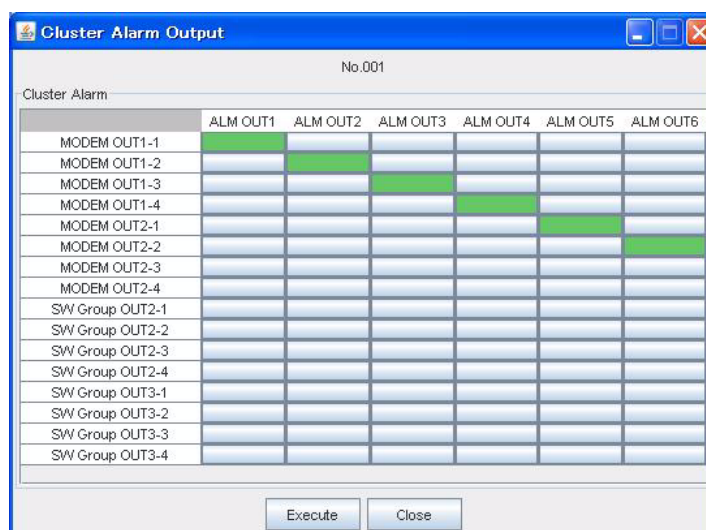 Cluster Alarm Output
No.001
Cluster Alarm
ALM OUT1 ALM OUT2 ALM OUT3 ALM OUT4 ALM OUT5 ALM OUT6
MODEM OUT1-1
MODEM OUT1-2
MODEM OUT1-3
MODEM OUT1-4
MODEM OUT2-1
MODEM OUT2-2
MODEM OUT2-3
MODEM OUT2-4
SW Group OUT2-1
SW Group OUT2-2
SW Group OUT2-3
SW Group OUT2-4
SW Group OUT3-1
SW Group OUT3-2
SW Group OUT3-3
SW Group OUT3-4
Execute Close